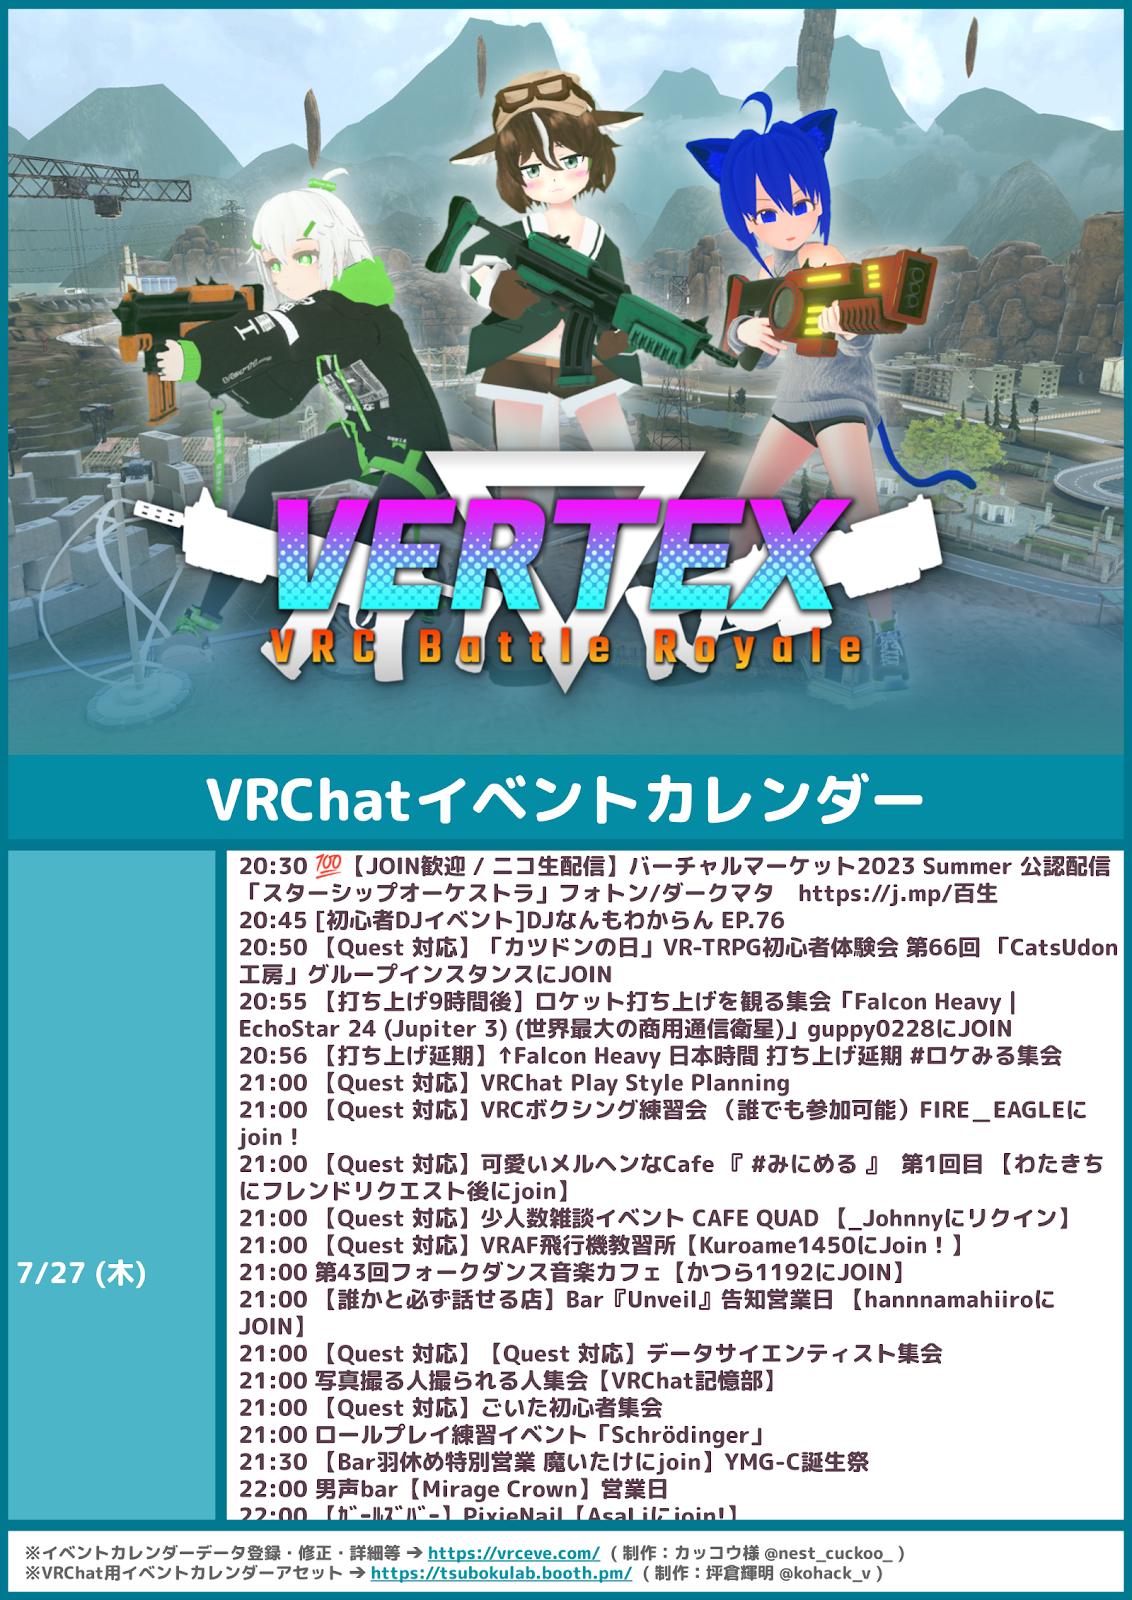 VERTEX
VRC Battle Royale
VRChatイベントカレンダー
7/27 (木)
20:30 💯【JOIN歓迎 / ニコ生配信】バーチャルマーケット2023 Summer 公認配信
「スターシップオーケストラ」フォトン/ダークマタ　https://j.mp/百生
20:45 [初心者DJイベント]DJなんもわからん EP.76
20:50 【Quest 対応】「カツドンの日」VR-TRPG初心者体験会 第66回 「CatsUdon
工房」グループインスタンスにJOIN
20:55 【打ち上げ9時間後】ロケット打ち上げを観る集会「Falcon Heavy |
EchoStar 24 (Jupiter 3) (世界最大の商用通信衛星)」guppy0228にJOIN
20:56 【打ち上げ延期】↑Falcon Heavy 日本時間 打ち上げ延期 #ロケみる集会
21:00 【Quest 対応】VRChat Play Style Planning
21:00 【Quest 対応】VRCボクシング練習会 （誰でも参加可能）FIRE＿EAGLEに
join！
21:00 【Quest 対応】可愛いメルヘンなCafe 『 #みにめる 』 第1回目 【わたきち
にフレンドリクエスト後にjoin】
21:00 【Quest 対応】少人数雑談イベント CAFE QUAD 【_Johnnyにリクイン】
21:00 【Quest 対応】VRAF飛行機教習所【Kuroame1450にJoin！】
21:00 第43回フォークダンス音楽カフェ【かつら1192にJOIN】
21:00 【誰かと必ず話せる店】Bar『Unveil』告知営業日 【hannnamahiiroに
JOIN】
21:00 【Quest 対応】【Quest 対応】データサイエンティスト集会
21:00 写真撮る人撮られる人集会【VRChat記憶部】
21:00 【Quest 対応】ごいた初心者集会
21:00 ロールプレイ練習イベント「Schrödinger」
21:30 【Bar羽休め特別営業 魔いたけにjoin】YMG-C誕生祭
22:00 男声bar【Mirage Crown】営業日
22:00 【ｶﾞｰﾙｽﾞﾊﾞｰ】PixieNail【AsaLiにjoin!】
※イベントカレンダーデータ登録・修正・詳細等 ➔ https://vrceve.com/ （制作：カッコウ様 @nest_cuckoo_ ）
※VRChat用イベントカレンダーアセット ➔ https://tsubokulab.booth.pm/ （制作：坪倉輝明 @kohack_v ）